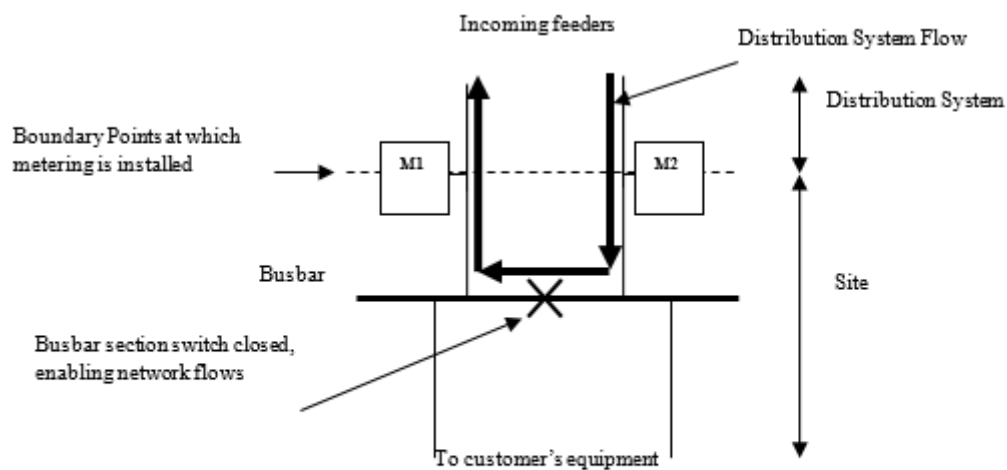 Incoming feeders
Distribution System Flow
Distribution System
Boundary Points at which
metering is installed
M1
M2
Busbar
Site
Busbar section switch closed,
enabling network flows
To customer's equipment